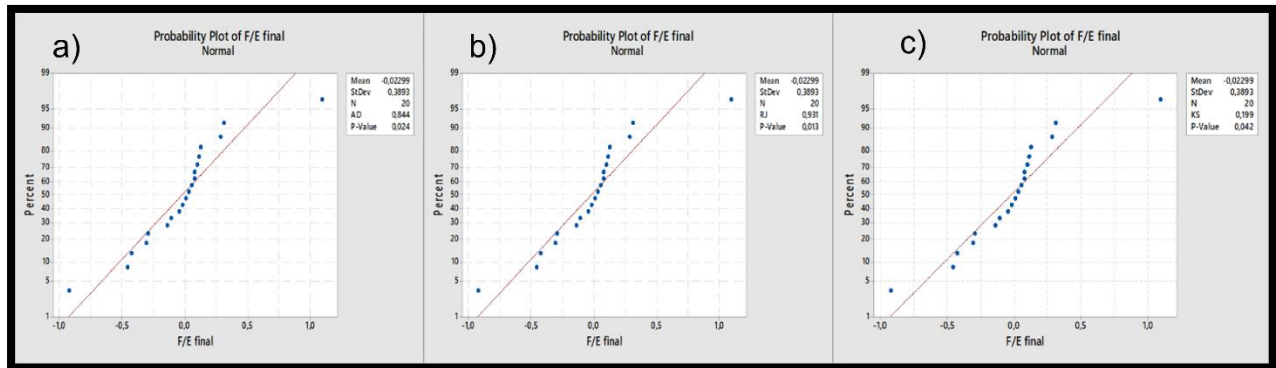 a)
Probability Plot of F/E final
Normal
99
95
90
80
70
60
50
40
30
20
10
5
1
Percent
-1,0
-0,5
0,0
0,5
1,0
F/E final
Mean -0,02299
StDev 0,3893
N 20
AD 0,844
P-Value 0,024
b)
Probability Plot of F/E final
Normal
99
95
90
80
70
60
50
40
30
20
10
5
1
Percent
-1,0
-0,5
0,0
0,5
1,0
F/E final
Mean -0,02299
StDev 0,3893
N 20
RJ 0,931
P-Value 0,013
c)
Probability Plot of F/E final
Normal
99
95
90
80
70
60
50
40
30
20
10
5
1
Percent
-1,0
-0,5
0,0
0,5
1,0
F/E final
Mean -0,02299
StDev 0,3893
N 20
KS 0,199
P-Value 0,042